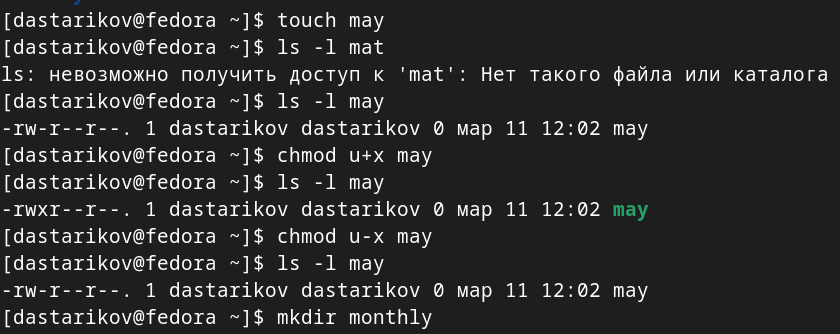 [dastarikov@fedora ~]$ touch may
[dastarikov@fedora ~]$ ls -l mat
ls: невозможно получить доступ к 'mat': Нет такого файла или каталога
[dastarikov@fedora ~]$ ls -l may
-rw-r--r--. 1 dastarikov dastarikov 0 мар 11 12:02 may
[dastarikov@fedora ~]$ chmod u+x may
[dastarikov@fedora ~]$ ls -l may
-rwxr--r--. 1 dastarikov dastarikov 0 мар 11 12:02 may
[dastarikov@fedora ~]$ chmod u-x may
[dastarikov@fedora ~]$ ls -l may
-rw-r--r--. 1 dastarikov dastarikov 0 мар 11 12:02 may
[dastarikov@fedora ~]$ mkdir monthly